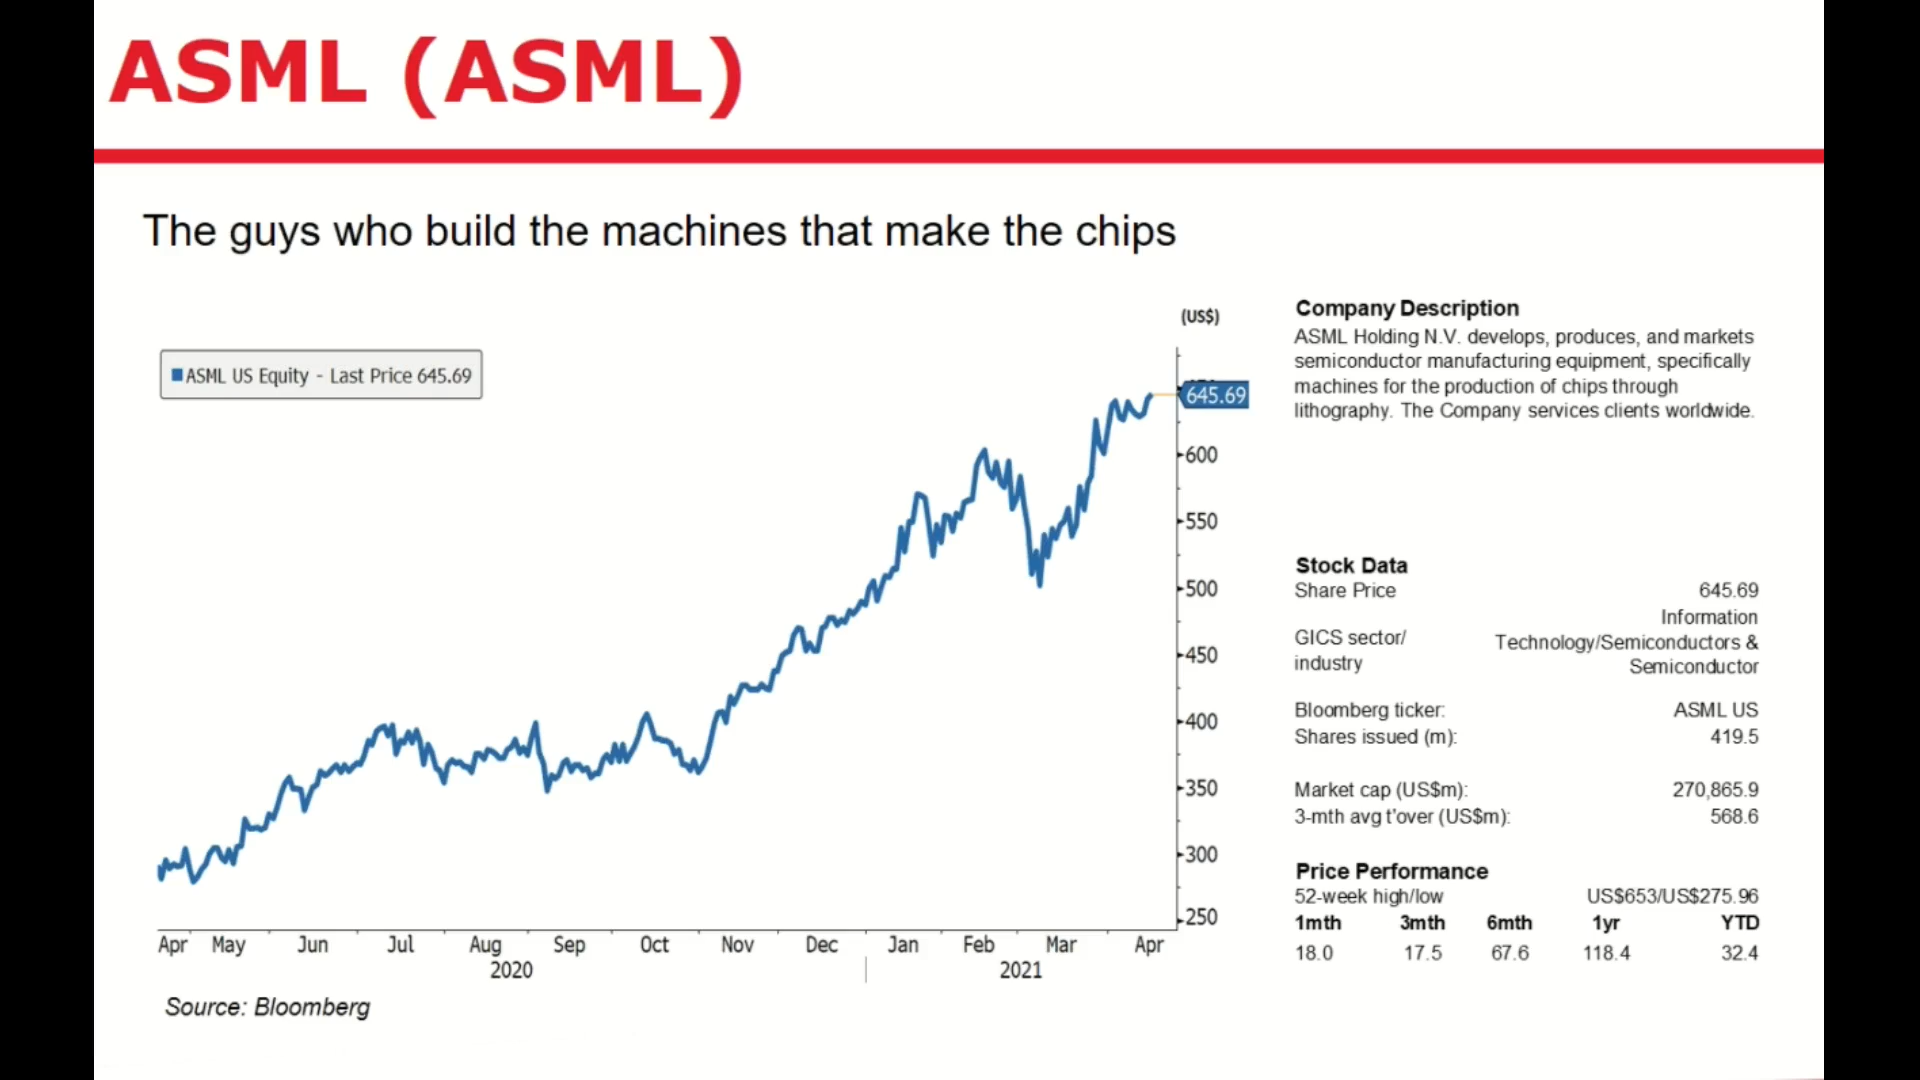 ASML (ASML)
The guys who build the machines that make the chips
(US$)
ASML US Equity - Last Price 645.69
645.69
600
550
500
450
400
350
300
250
Apr May Jun Jul Aug Sep Oct Nov Dec Jan Feb Mar Apr
2020 2021
Source: Bloomberg
Company Description
ASML Holding N.V. develops, produces, and markets
semiconductor manufacturing equipment, specifically
machines for the production of chips through
lithography. The Company services clients worldwide.
Stock Data
Share Price 645.69
GICS sector/
industry
Information
Technology/Semiconductors &
Semiconductor
Bloomberg ticker: ASML US
Shares issued (m): 419.5
Market cap (US$m): 270,865.9
3-mth avg t'over (US$m): 568.6
Price Performance
52-week high/low US$653/US$275.96
1mth 3mth 6mth 1yr YTD
18.0 17.5 67.6 118.4 32.4